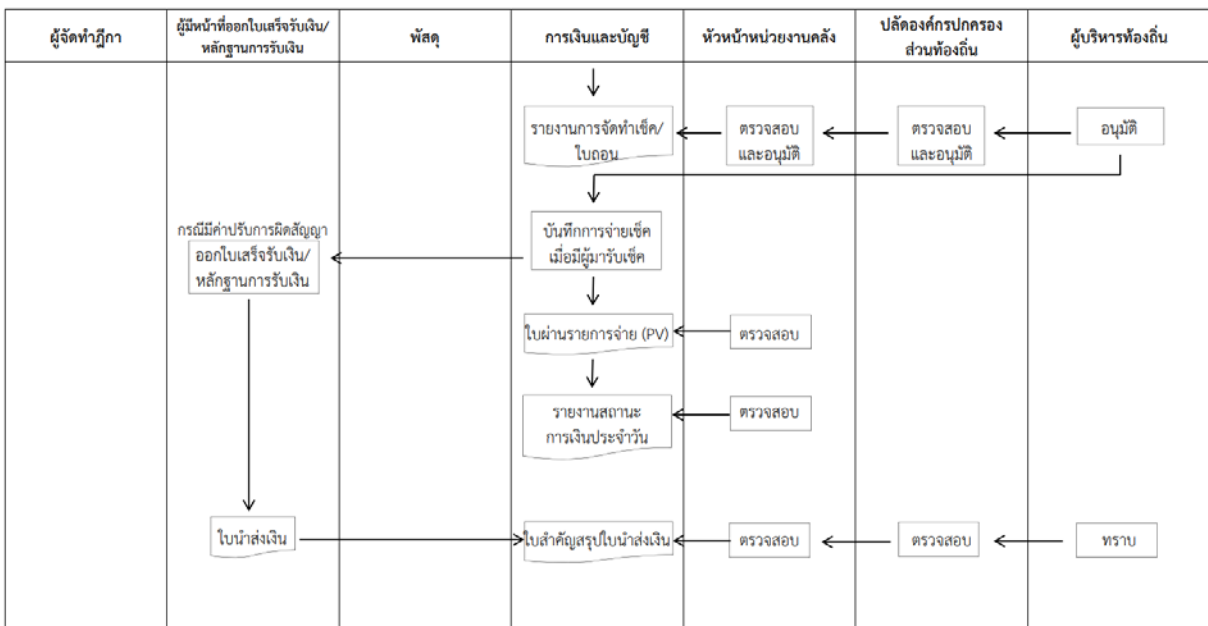 ผู้จัดทำฎีกา
ผู้มีหน้าที่ออกใบเสร็จรับเงิน/
หลักฐานการรับเงิน
พัสดุ
การเงินและบัญชี
หัวหน้าหน่วยงานคลัง
ปลัดองค์กรปกครอง
ส่วนท้องถิ่น
ผู้บริหารท้องถิ่น
รายงานการจัดทำเช็ค/
ใบถอน
ตรวจสอบ
และอนุมัติ
ตรวจสอบ
และอนุมัติ
อนุมัติ
กรณีมีค่าปรับการผิดสัญญา
ออกใบเสร็จรับเงิน/
หลักฐานการรับเงิน
บันทึกการจ่ายเช็ค
เมื่อมีผู้มารับเช็ค
ใบผ่านรายการจ่าย (PV)
ตรวจสอบ
รายงานสถานะ
การเงินประจำวัน
ตรวจสอบ
ใบนำส่งเงิน
ใบสำคัญสรุปใบนำส่งเงิน
ตรวจสอบ
ตรวจสอบ
ทราบ